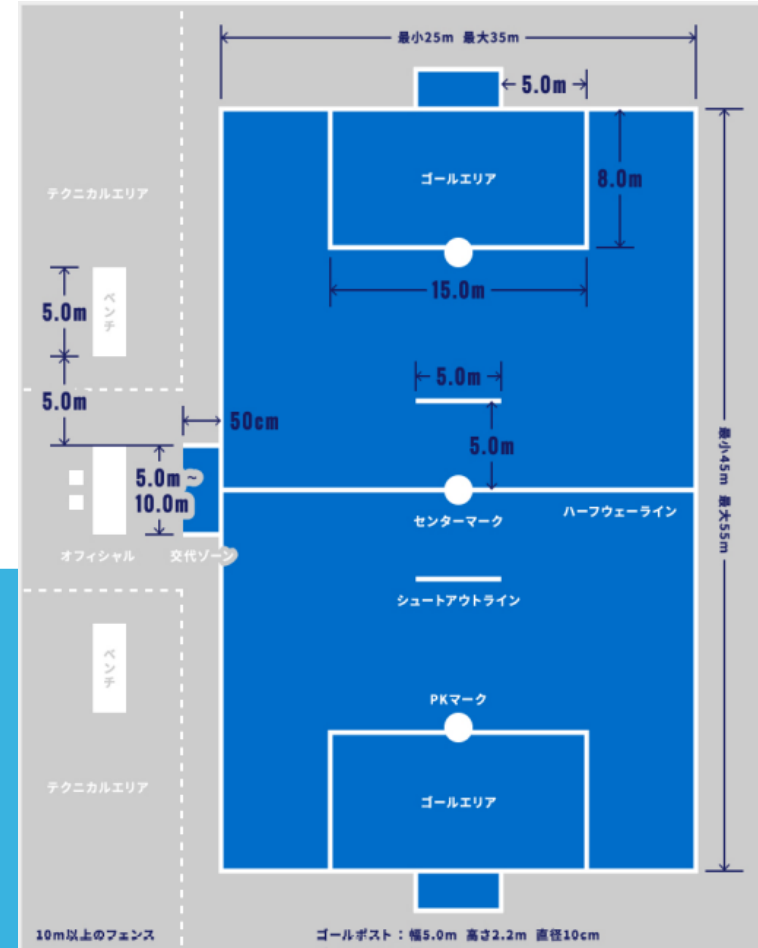 最小25m 最大35m
5.0m
ゴールエリア
8.0m
テクニカルエリア
ベンチ
5.0m
15.0m
5.0m
5.0m
50cm
5.0m
5.0m ~
10.0m
センターマーク
ハーフウェーライン
最小45m 最大55m
オフィシャル
交代ゾーン
シュートアウトライン
ベンチ
PKマーク
テクニカルエリア
ゴールエリア
10m以上のフェンス
ゴールポスト：幅5.0m 高さ2.2m 直径10cm